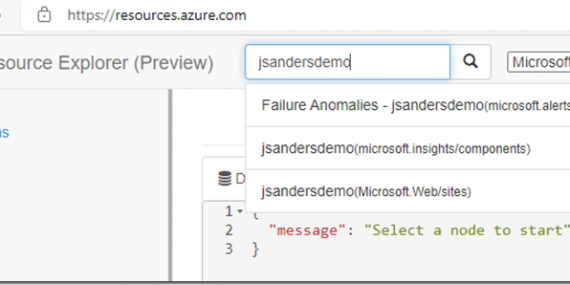 https://resources.azure.com
source Explorer (Preview)
jsandersdemo
Microsoft
Failure Anomalies - jsandersdemo(microsoft.alerts
jsandersdemo(microsoft.insights/components)
jsandersdemo(Microsoft.Web/sites)
s
D
1 {
2 "message": "Select a node to start"
3 }